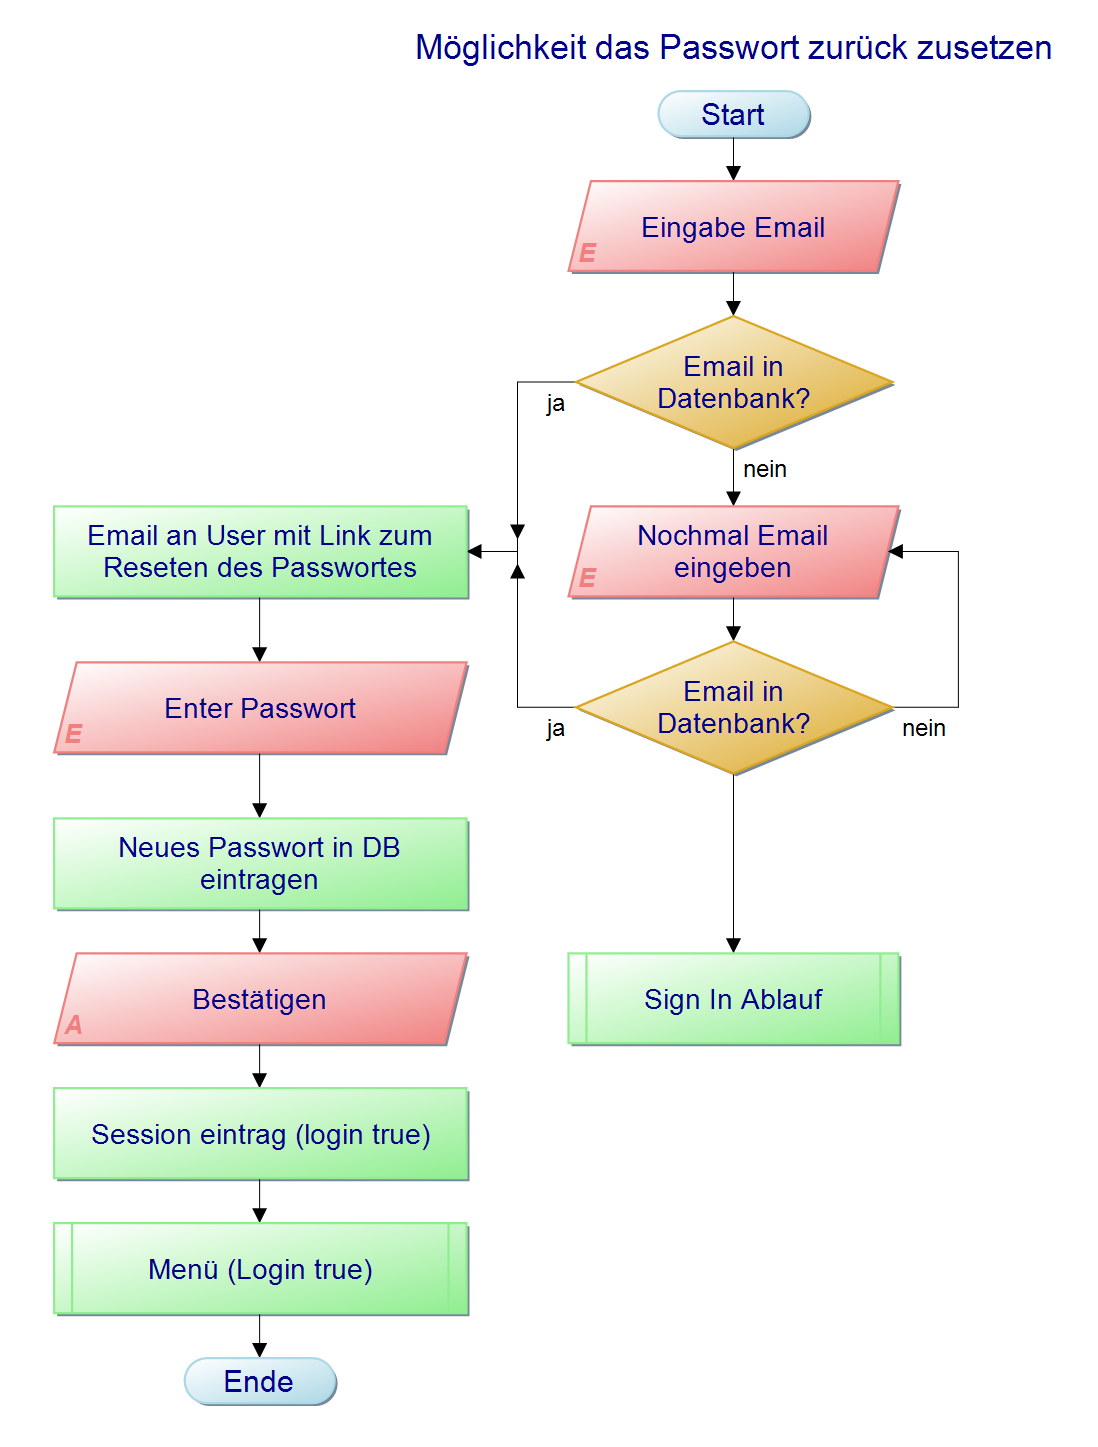 Möglichkeit das Passwort zurück zusetzen
Start
Eingabe Email
E
Email in
Datenbank?
ja
nein
Nochmal Email
eingeben
E
Email in
Datenbank?
ja
nein
Sign In Ablauf
Email an User mit Link zum
Reseten des Passwortes
Enter Passwort
E
Neues Passwort in DB
eintragen
Bestätigen
A
Session eintrag (login true)
Menü (Login true)
Ende